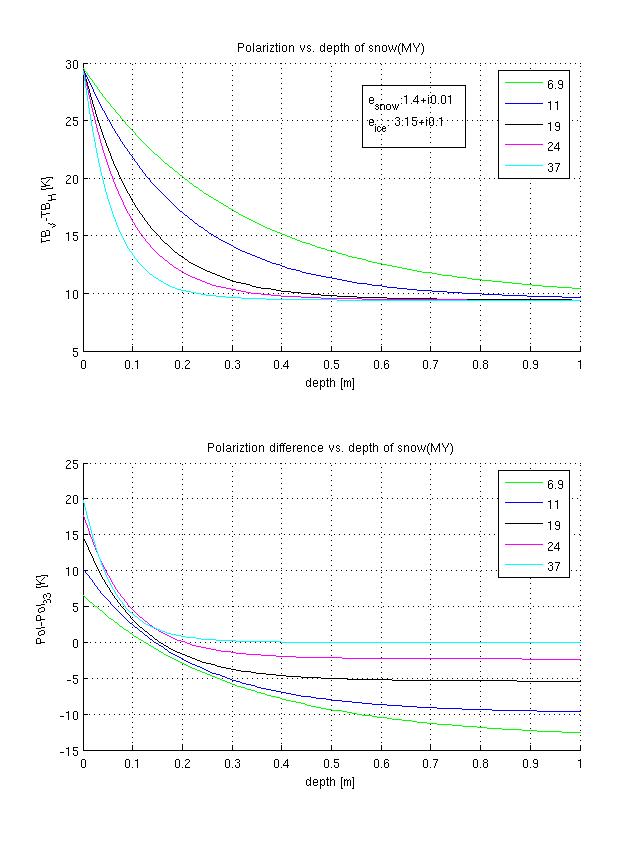 Polariztion vs. depth of snow(MY)
30
25
20
15
10
5
TB_V-TB_H [K]
e_snow:1.4+i0.01
e_ice: 3.15+i0.1
6.9
11
19
24
37
0 0.1 0.2 0.3 0.4 0.5 0.6 0.7 0.8 0.9 1
depth [m]
Polariztion difference vs. depth of snow(MY)
25
20
15
10
5
0
-5
-10
-15
Pol-Pol_33 [K]
6.9
11
19
24
37
0 0.1 0.2 0.3 0.4 0.5 0.6 0.7 0.8 0.9 1
depth [m]